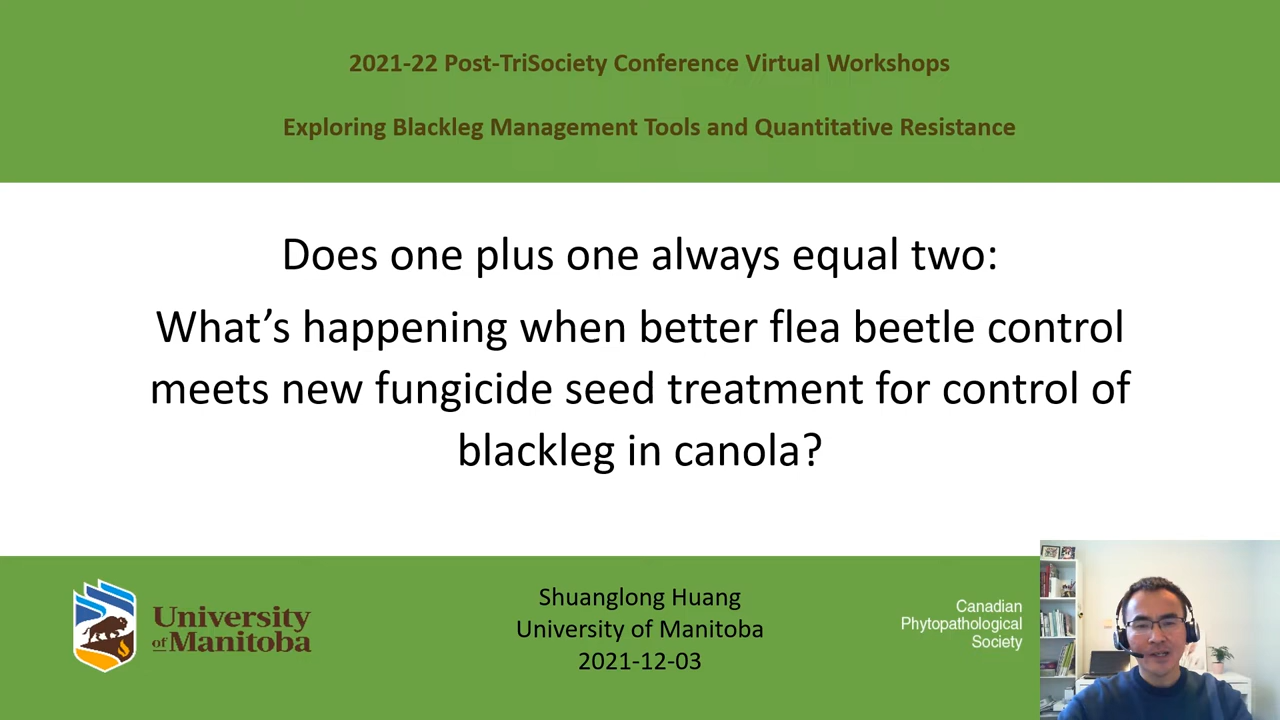 2021-22 Post-TriSociety Conference Virtual Workshops
Exploring Blackleg Management Tools and Quantitative Resistance
Does one plus one always equal two:
What’s happening when better flea beetle control
meets new fungicide seed treatment for control of
blackleg in canola?
University
of Manitoba
Shuanglong Huang
University of Manitoba
2021-12-03
Canadian
Phytopathological
Society